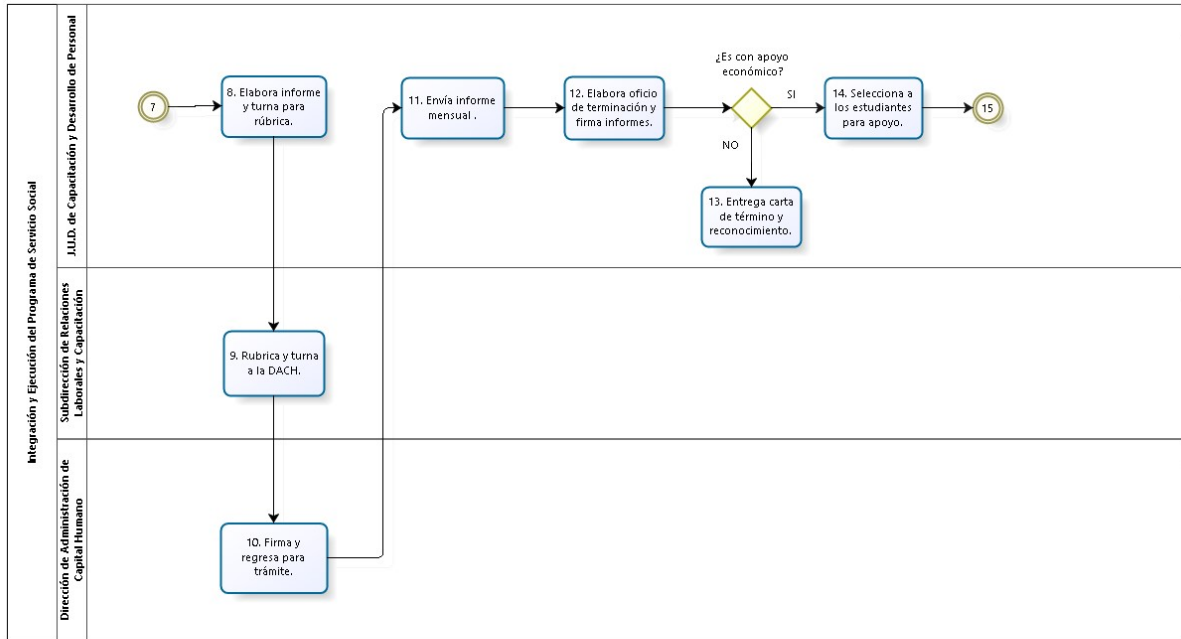 Integración y Ejecución del Programa de Servicio Social
J.U.D. de Capacitación y Desarrollo de Personal
7
8. Elabora informe
y turna para
rúbrica.
11. Envía informe
mensual .
12. Elabora oficio
de terminación y
firma informes.
¿Es con apoyo
económico?
SI
NO
14. Selecciona a
los estudiantes
para apoyo.
15
13. Entrega carta
de término y
reconocimiento.
Subdirección de Relaciones
Laborales y Capacitación
9. Rubrica y turna
a la DACH.
Dirección de Administración de
Capital Humano
10. Firma y
regresa para
trámite.